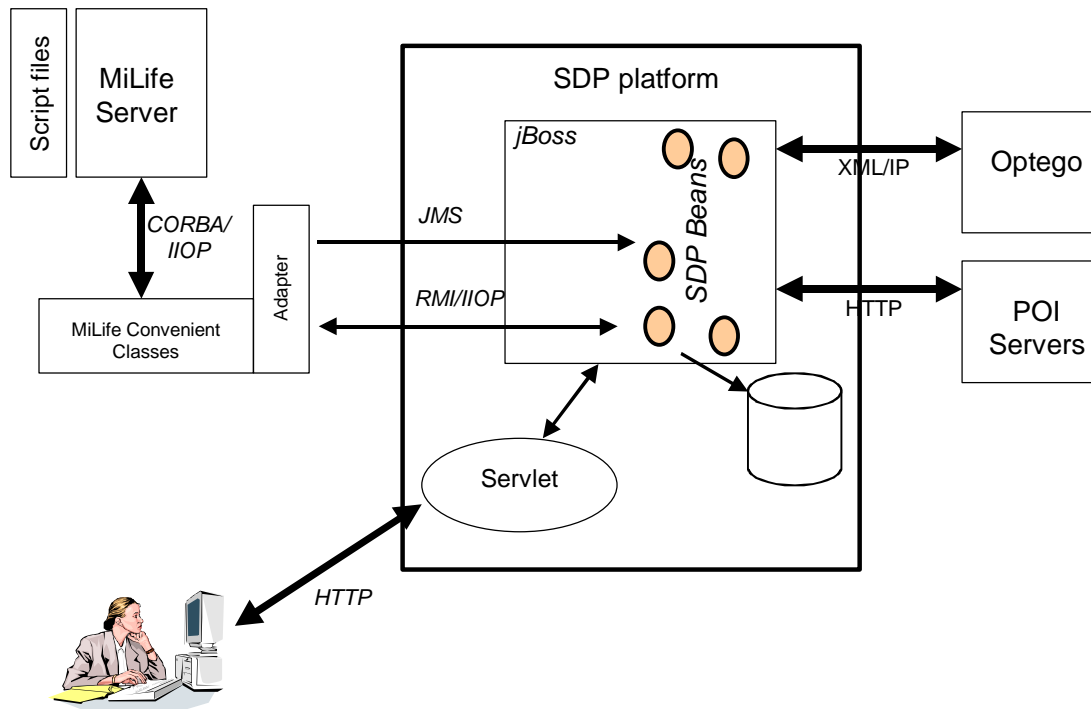 Script files
MiLife
Server
SDP platform
jBoss
SDP Beans
XML/IP
Optego
CORBA/
IIOP
Adapter
JMS
RMI/IIOP
HTTP
POI
Servers
MiLife Convenient
Classes
Servlet
HTTP